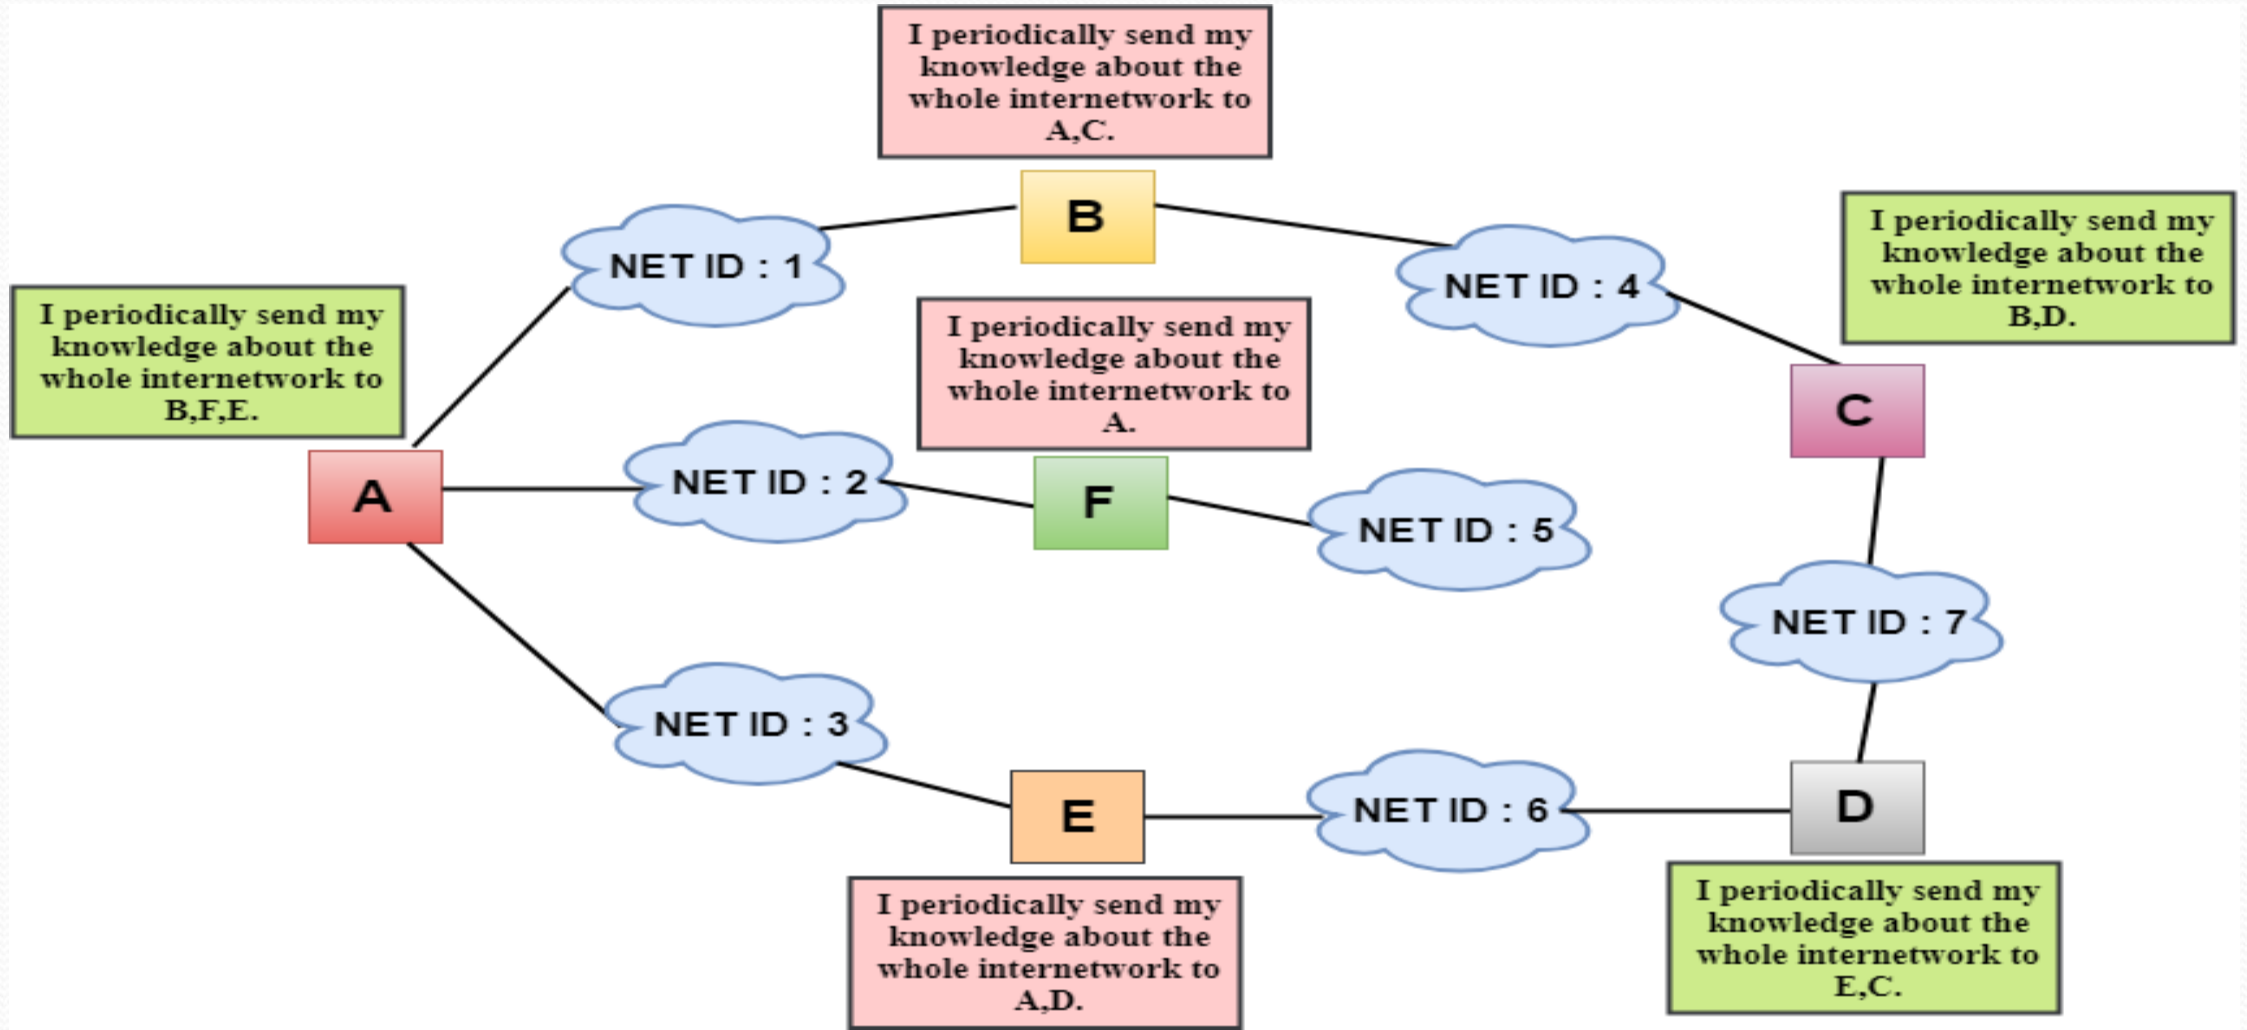 I periodically send my
knowledge about the
whole internetwork to
A,C.
B
NET ID : 1
NET ID : 4
I periodically send my
knowledge about the
whole internetwork to
B,D.
I periodically send my
knowledge about the
whole internetwork to
B,F,E.
I periodically send my
knowledge about the
whole internetwork to
A.
C
A
NET ID : 2
F
NET ID : 5
NET ID : 7
NET ID : 3
E
NET ID : 6
D
I periodically send my
knowledge about the
whole internetwork to
A,D.
I periodically send my
knowledge about the
whole internetwork to
E,C.